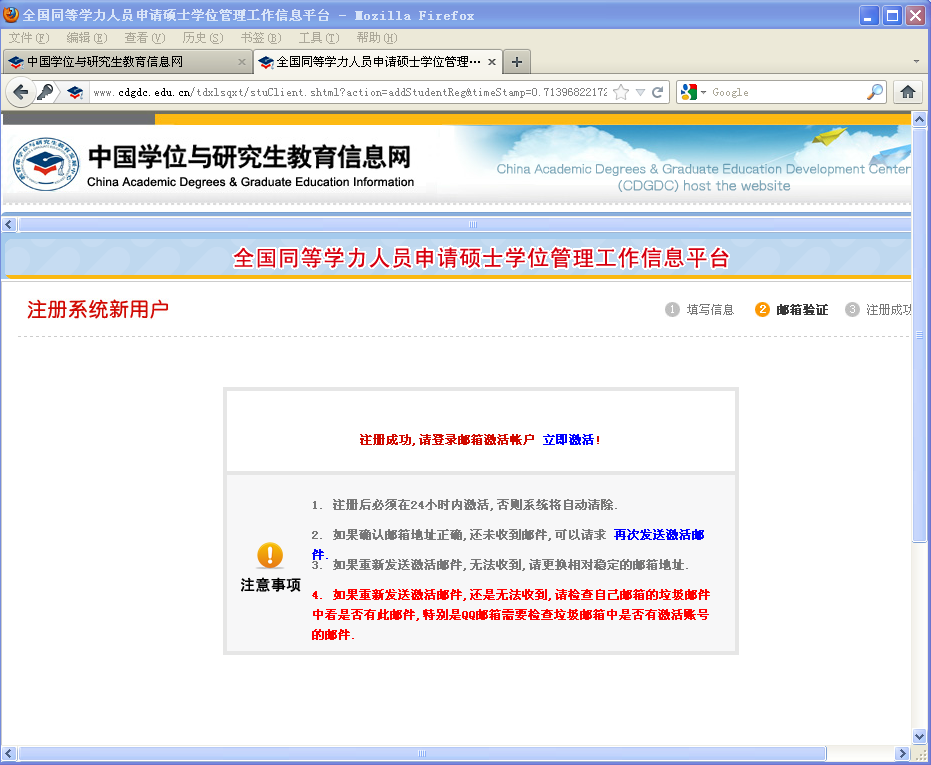 全国同等学力人员申请硕士学位管理工作信息平台 - Mozilla Firefox
文件(F) 编辑(E) 查看(V) 历史(S) 书签(B) 工具(T) 帮助(H)
中国学位与研究生教育信息网 × 全国同等学力人员申请硕士学位管理··· × +
www.cdgdc.edu.cn/tdxlsqxt/stuClient.shtml?action=addStudentReg&timeStamp=0.71396822172 Google
中国学位与研究生教育信息网
China Academic Degrees & Graduate Education Information
China Academic Degrees & Graduate Education Development Center
(CDGDC) host the website
全国同等学力人员申请硕士学位管理工作信息平台
注册系统新用户
1 填写信息 2 邮箱验证 3 注册成功
注册成功,请登录邮箱激活帐户 立即激活!
1. 注册后必须在24小时内激活,否则系统将自动清除.
2. 如果确认邮箱地址正确,还未收到邮件,可以请求 再次发送激活邮
件.
3. 如果重新发送激活邮件,无法收到,请更换相对稳定的邮箱地址.
注意事项
4. 如果重新发送激活邮件,还是无法收到,请检查自己邮箱的垃圾邮件
中看是否有此邮件,特别是QQ邮箱需要检查垃圾邮箱中是否有激活账号
的邮件.